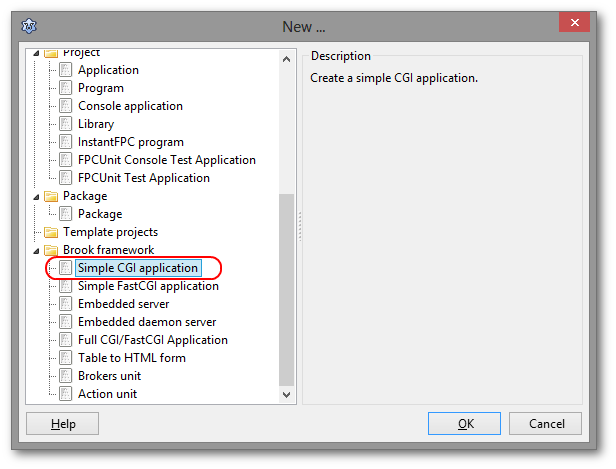 New ...
Project
Application
Program
Console application
Library
InstantFPC program
FPCUnit Console Test Application
FPCUnit Test Application
Package
Package
Template projects
Brook framework
Simple CGI application
Simple FastCGI application
Embedded server
Embedded daemon server
Full CGI/FastCGI Application
Table to HTML form
Brokers unit
Action unit
Description
Create a simple CGI application.
Help
OK
Cancel